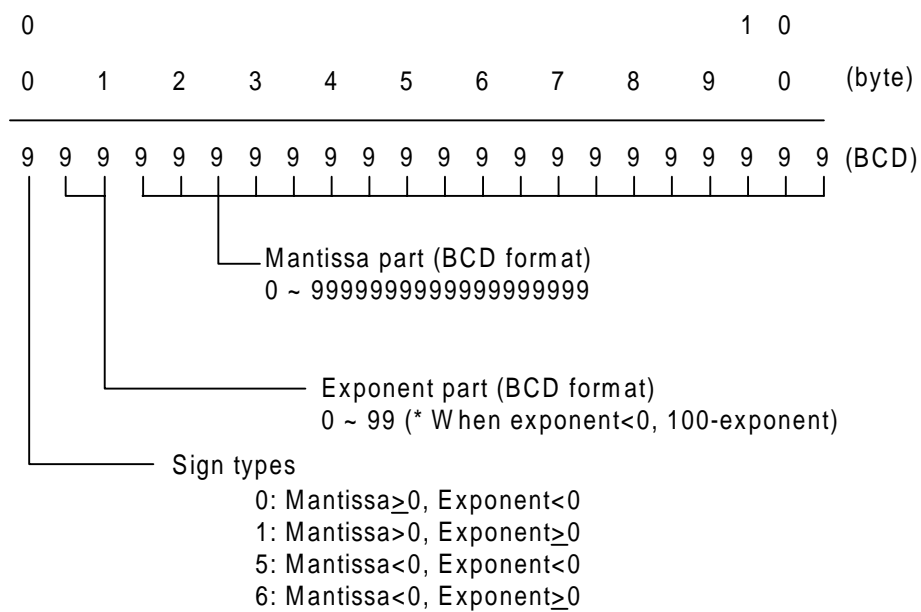 0 1 0
0 1 2 3 4 5 6 7 8 9 0 (byte)
9 9 9 9 9 9 9 9 9 9 9 9 9 9 9 9 9 9 9 9 9 9 (BCD)
Mantissa part (BCD format)
0 ~ 9999999999999999999
Exponent part (BCD format)
0 ~ 99 (* When exponent<0, 100-exponent)
Sign types
0: Mantissa≥0, Exponent<0
1: Mantissa>0, Exponent≥0
5: Mantissa<0, Exponent<0
6: Mantissa<0, Exponent≥0